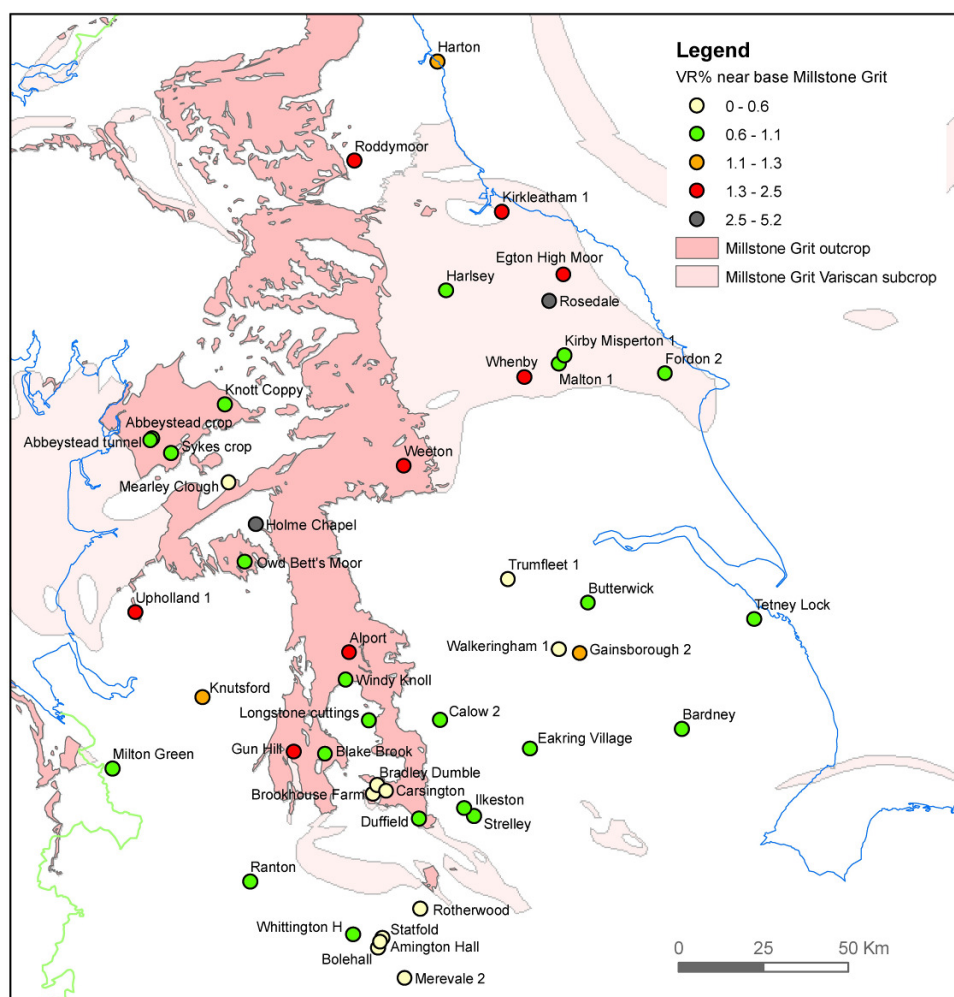 Harton
Legend
VR% near base Millstone Grit
0 - 0.6
0.6 - 1.1
1.1 - 1.3
1.3 - 2.5
2.5 - 5.2
Millstone Grit outcrop
Millstone Grit Variscan subcrop
Roddymoor
Kirkleatham 1
Egton High Moor
Harlsey
Rosedale
Kirby Misperton 1
Whenby
Malton 1
Fordon 2
Knott Coppy
Abbeystead crop
Abbeystead tunnel
Sykes crop
Weeton
Mearley Clough
Holme Chapel
Owd Bett's Moor
Trumfleet 1
Butterwick
Tetney Lock
Upholland 1
Alport
Walkeringham 1
Gainsborough 2
Windy Knoll
Knutsford
Longstone cuttings
Calow 2
Bardney
Eakring Village
Gun Hill
Blake Brook
Milton Green
Bradley Dumble
Carsington
Brookhouse Farm
Ilkeston
Duffield
Strelley
Ranton
Rotherwood
Whittington H
Statfold
Amington Hall
Bolehall
Merevale 2
0 25 50 Km